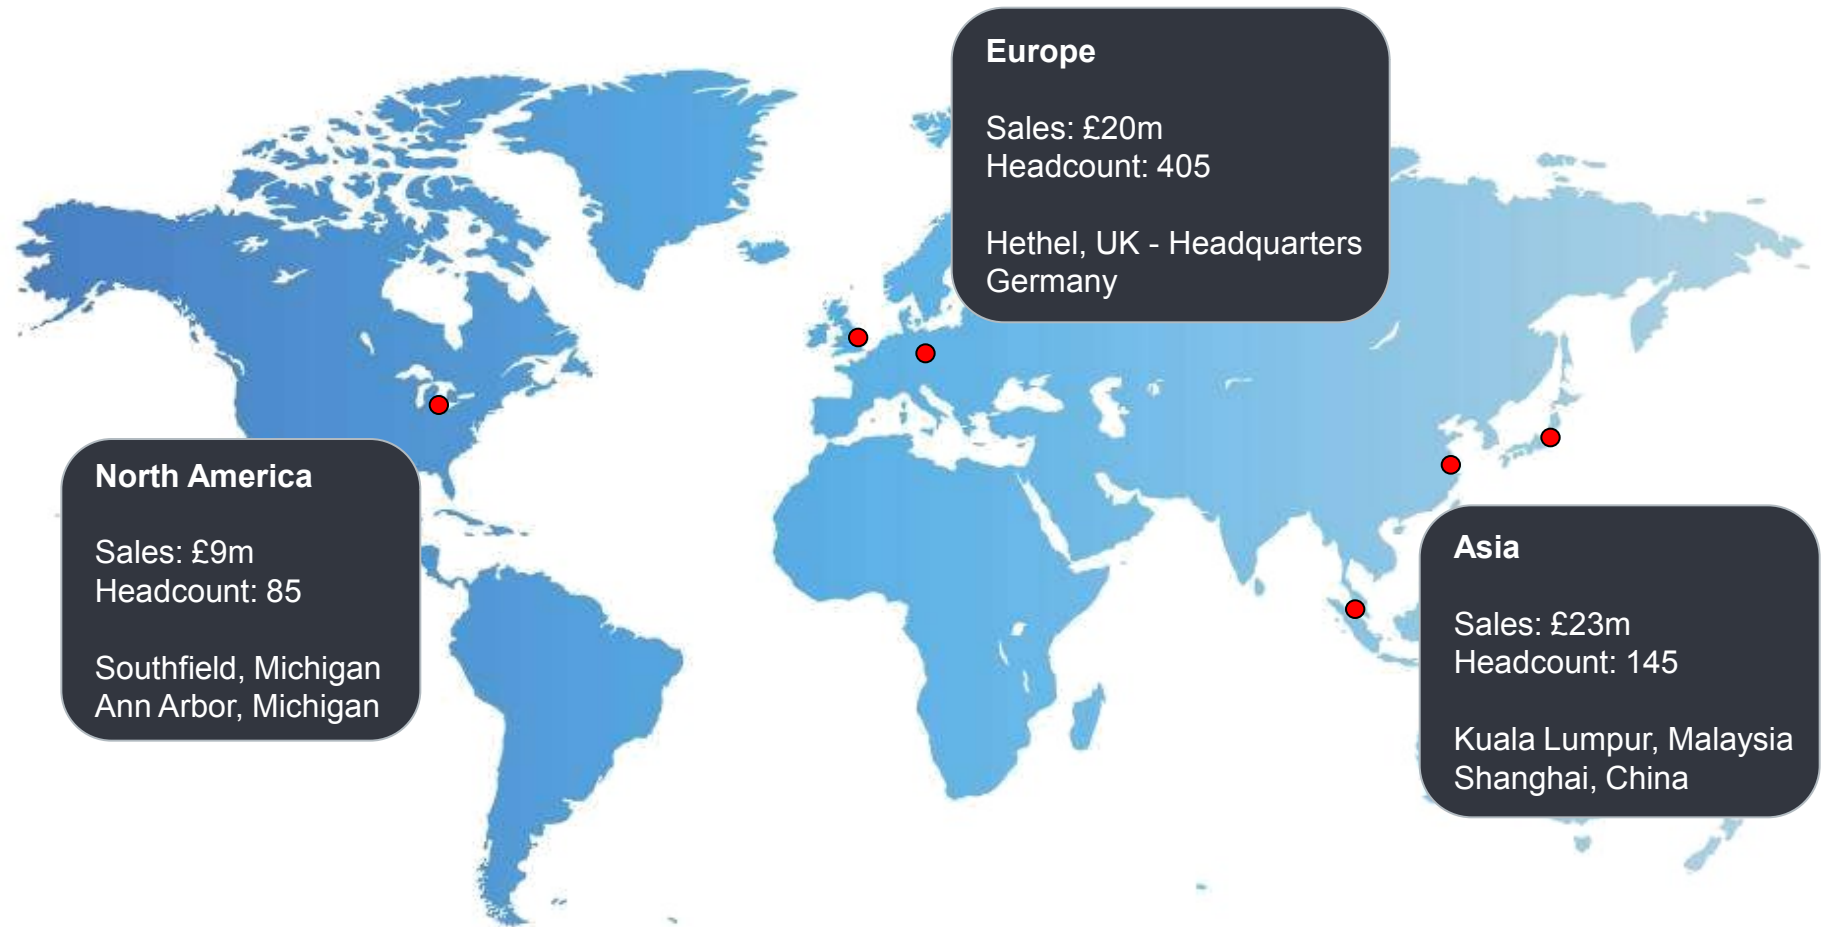 Europe
Sales: £20m
Headcount: 405
Hethel, UK - Headquarters
Germany
North America
Sales: £9m
Headcount: 85
Southfield, Michigan
Ann Arbor, Michigan
Asia
Sales: £23m
Headcount: 145
Kuala Lumpur, Malaysia
Shanghai, China